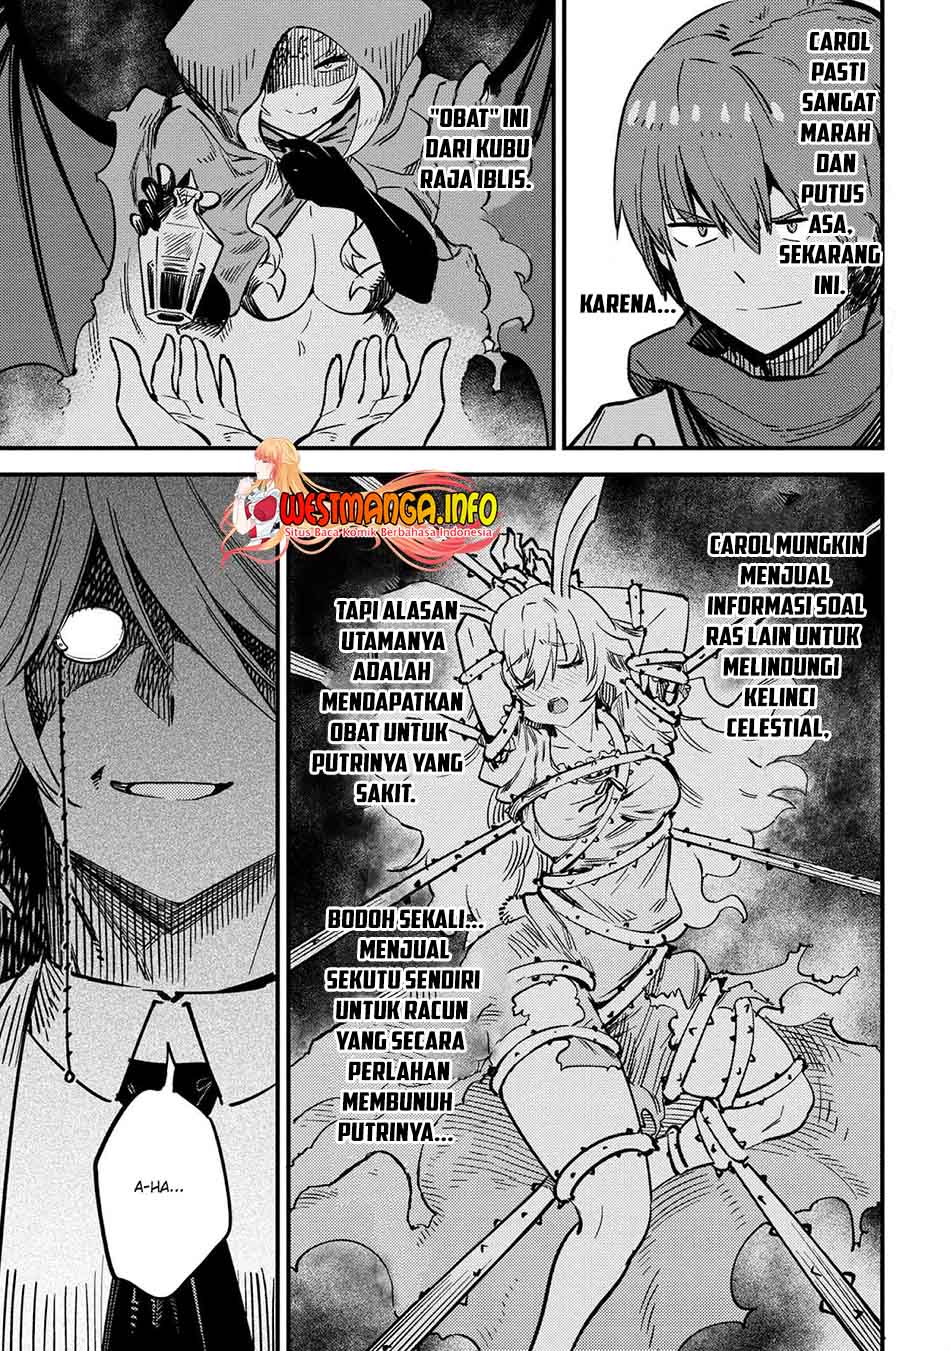 CAROL
PASTI
SANGAT
MARAH
DAN
PUTUS
ASA,
SEKARANG
INI.
KARENA...
"OBAT" INI
DARI KUBU
RAJA IBLIS.
WESTMANGA.INFO
Situs Baca Komik Berbahasa Indonesia
CAROL MUNGKIN
MENJUAL
INFORMASI SOAL
RAS LAIN UNTUK
MELINDUNGI
KELINCI
CELESTIAL,
TAPI ALASAN
UTAMANYA
ADALAH
MENDAPATKAN
OBAT UNTUK
PUTRINYA YANG
SAKIT.
BODOH SEKALI...
MENJUAL
SEKUTU SENDIRI
UNTUK RACUN
YANG SECARA
PERLAHAN
MEMBUNUH
PUTRINYA...
A-HA...